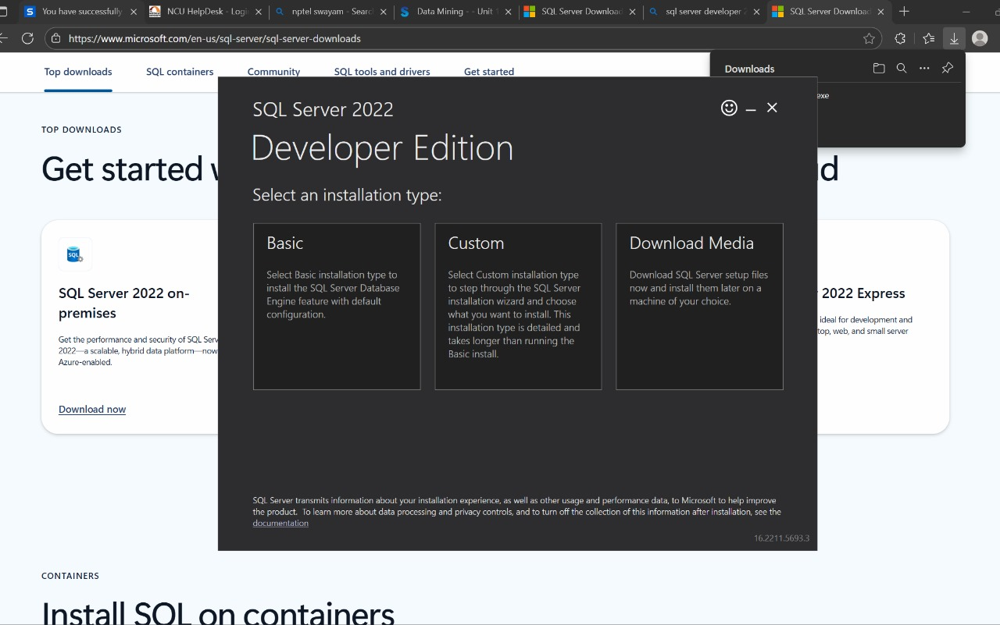 You have successfully
NCU HelpDesk - Logi
nptel swayam - Searc
Data Mining - - Unit 1
SQL Server Download
sql server developer 2
SQL Server Download
https://www.microsoft.com/en-us/sql-server/sql-server-downloads
Top downloads
SQL containers
Community
SQL tools and drivers
Get started
Downloads
exe
TOP DOWNLOADS
Get started
SQL Server 2022
Developer Edition
Select an installation type:
Basic
Select Basic installation type to
install the SQL Server Database
Engine feature with default
configuration.
Custom
Select Custom installation type
to step through the SQL Server
installation wizard and choose
what you want to install. This
installation type is detailed and
takes longer than running the
Basic install.
Download Media
Download SQL Server setup files
now and install them later on a
machine of your choice.
SQL
SQL Server 2022 on-
premises
Get the performance and security of SQL Serv
2022—a scalable, hybrid data platform—now
Azure-enabled.
Download now
2022 Express
ideal for development and
top, web, and small server
SQL Server transmits information about your installation experience, as well as other usage and performance data, to Microsoft to help improve
the product. To learn more about data processing and privacy controls, and to turn off the collection of this information after installation, see the
documentation
16.2211.5693.3
CONTAINERS
Install SQL on containers